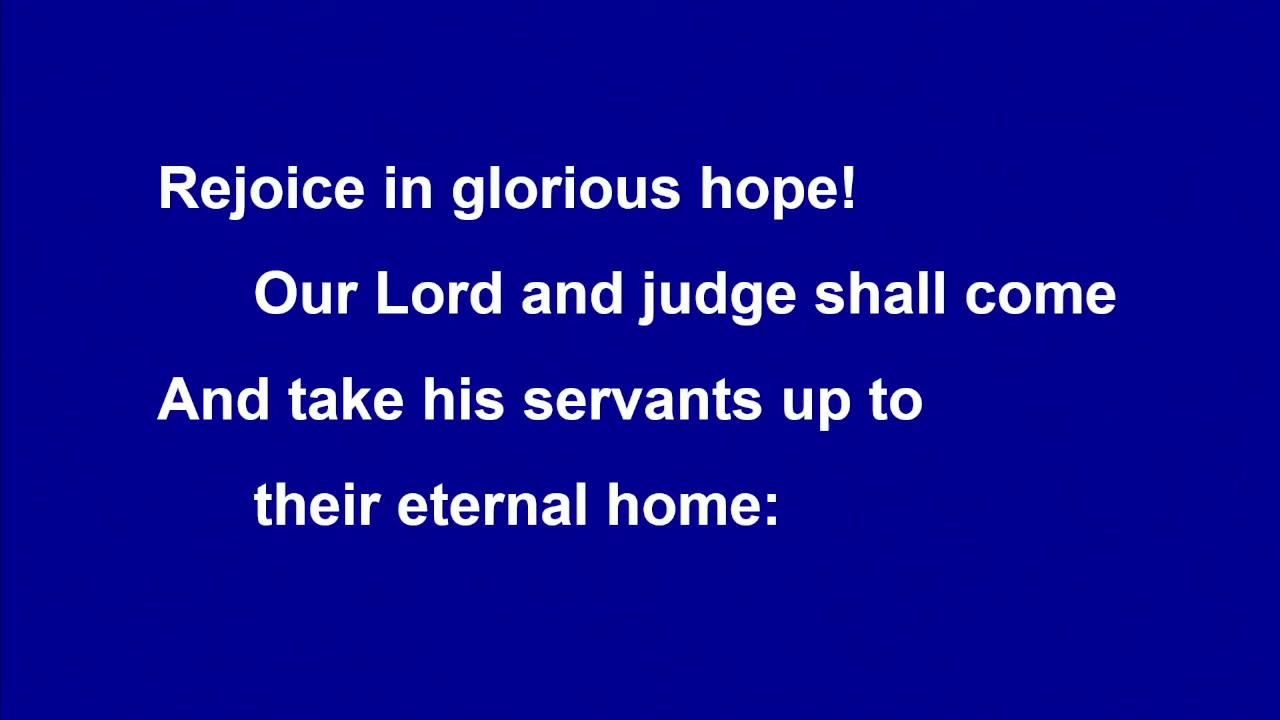 Rejoice in glorious hope!
Our Lord and judge shall come
And take his servants up to
their eternal home: